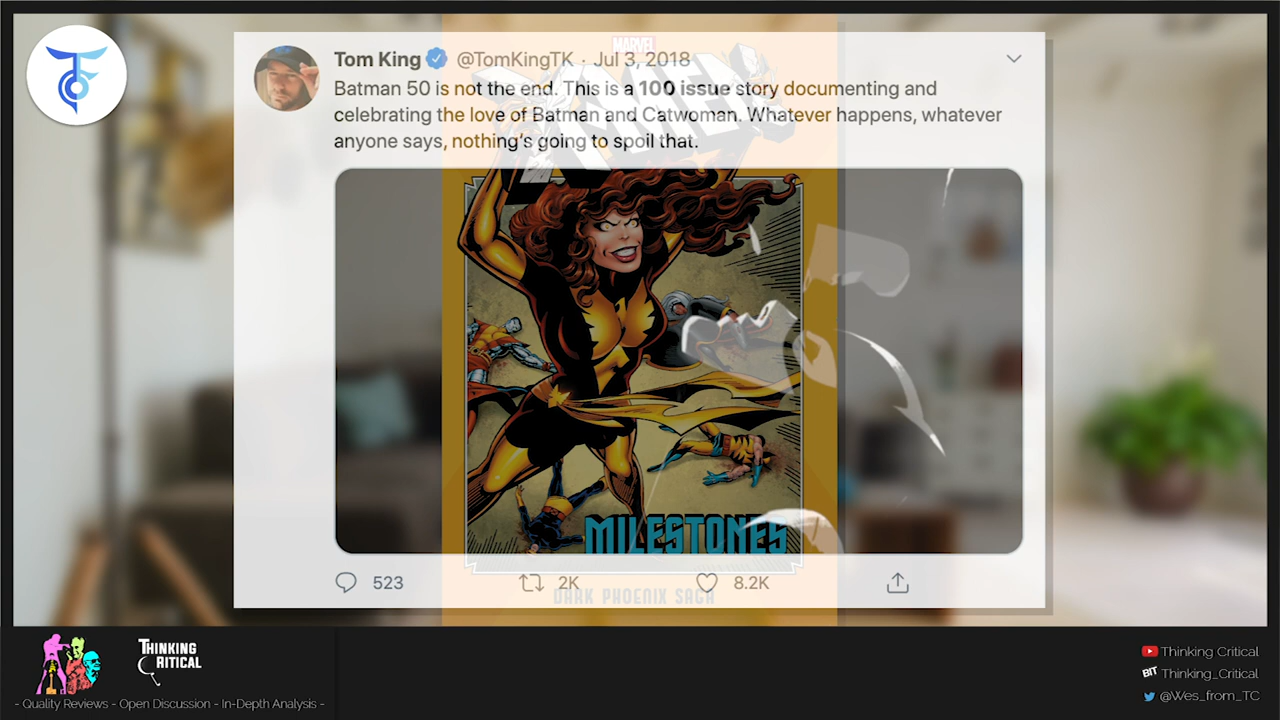 Tom King @TomKingTK · Jul 3, 2018
Batman 50 is not the end. This is a 100 issue story documenting and
celebrating the love of Batman and Catwoman. Whatever happens, whatever
anyone says, nothing's going to spoil that.
MARVEL
X-MEN
MILESTONES
DARK PHOENIX SAGA
523
2K
8.2K
THINKING
CRITICAL
- Quality Reviews - Open Discussion - In-Depth Analysis -
Thinking Critical
BIT Thinking_Critical
@Wes_from_TC